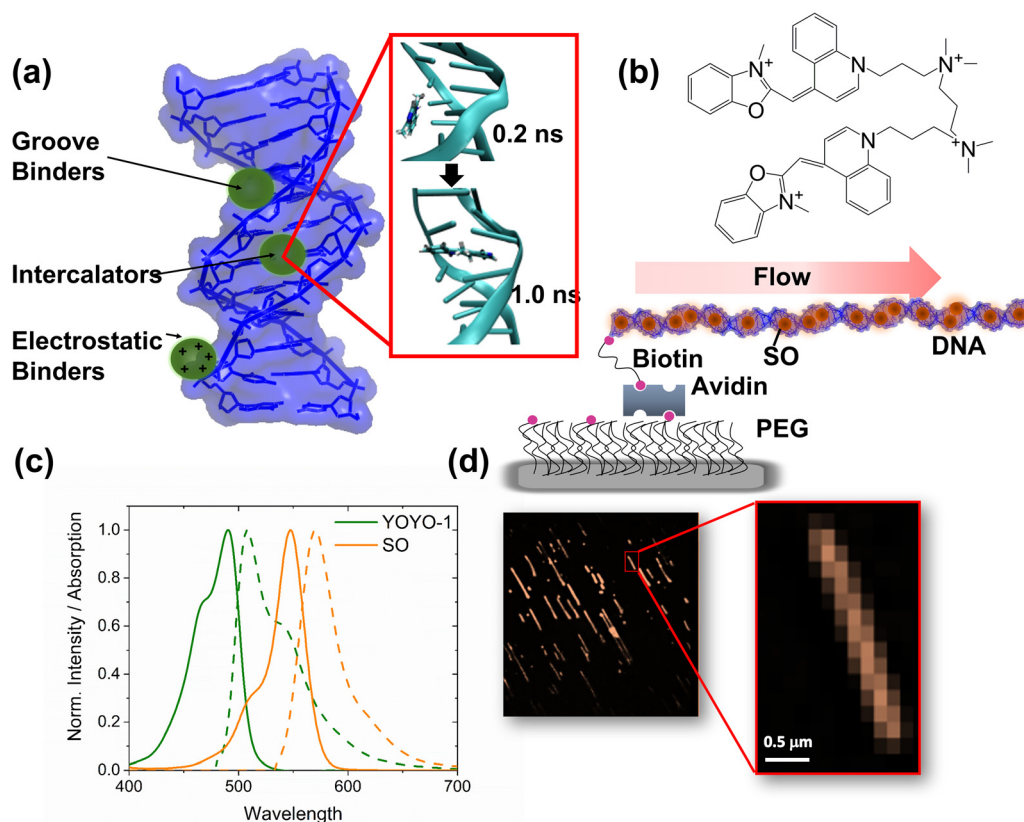 (a)
Groove
Binders
Intercalators
Electrostatic
Binders
+ + + + + +
0.2 ns
1.0 ns
(b)
N
+
O
N
N
+
N
+
N
O
N
+
Flow
SO
DNA
Biotin
Avidin
PEG
(c)
Norm. Intensity / Absorption
1.0
0.8
0.6
0.4
0.2
0.0
YOYO-1
SO
400
500
600
700
Wavelength
(d)
0.5 μm